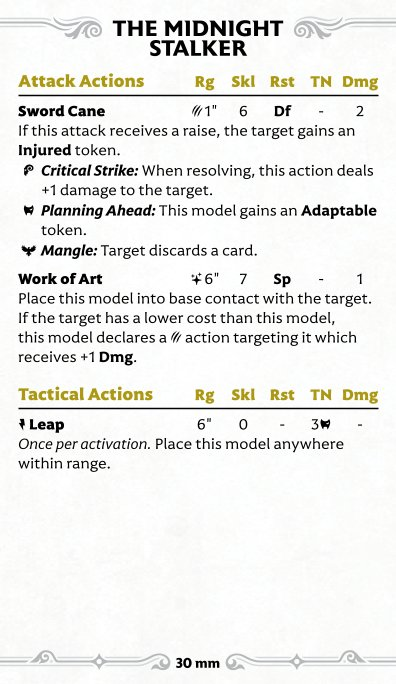 THE MIDNIGHT
STALKER
Attack Actions Rg Skl Rst TN Dmg
Sword Cane 1" 6 Df - 2
If this attack receives a raise, the target gains an
Injured token.
Critical Strike: When resolving, this action deals
+1 damage to the target.
Planning Ahead: This model gains an Adaptable
token.
Mangle: Target discards a card.
Work of Art 6" 7 Sp - 1
Place this model into base contact with the target.
If the target has a lower cost than this model,
this model declares a action targeting it which
receives +1 Dmg.
Tactical Actions Rg Skl Rst TN Dmg
Leap 6" 0 - 3 -
Once per activation. Place this model anywhere
within range.
30 mm